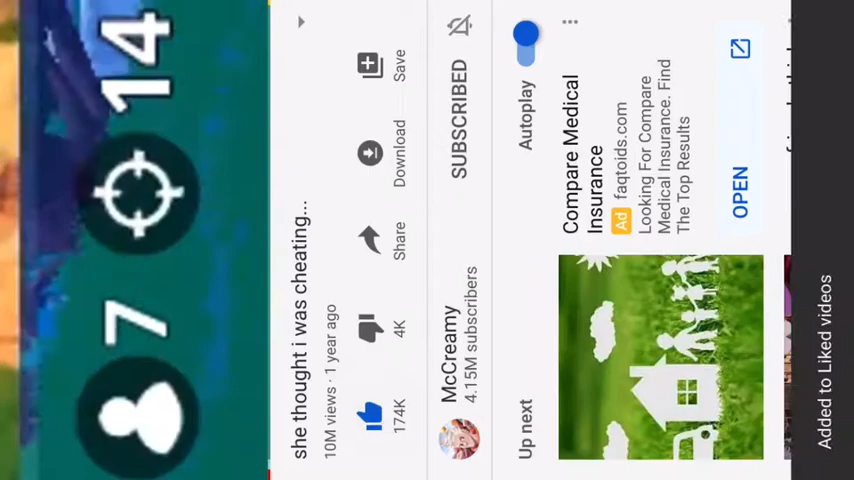 7 14
she thought i was cheating...
10M views · 1 year ago
174K 4K Share Download Save
McCreamy
4.15M subscribers
SUBSCRIBED
Up next
Autoplay
Compare Medical
Insurance
Ad faqtoids.com
Looking For Compare
Medical Insurance. Find
The Top Results
OPEN
Added to Liked videos